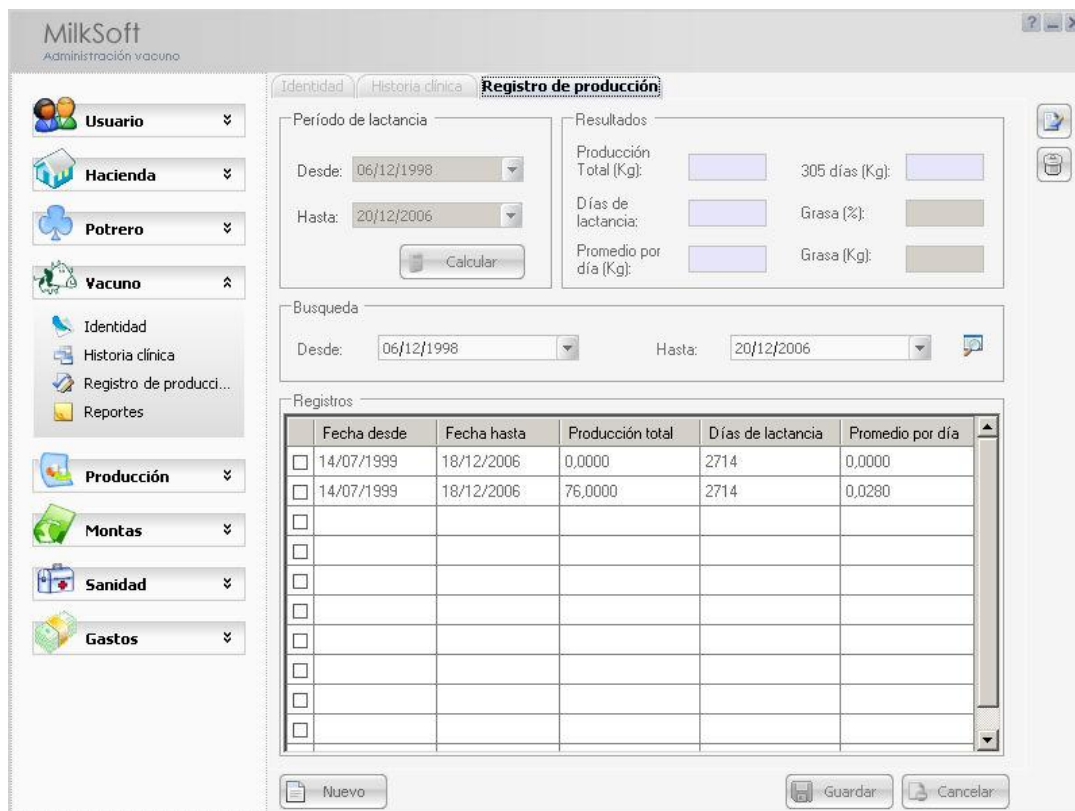 MilkSoft
Administración vacuno
? _ X
Usuario
Hacienda
Potrero
Vacuno
Identidad
Historia clínica
Registro de producci...
Reportes
Producción
Montas
Sanidad
Gastos
Identidad Historia clínica Registro de producción
Período de lactancia
Desde: 06/12/1998
Hasta: 20/12/2006
Calcular
Resultados
Producción
Total (Kg): 305 días (Kg):
Días de
lactancia: Grasa (%):
Promedio por
día (Kg): Grasa (Kg):
Busqueda
Desde: 06/12/1998 Hasta: 20/12/2006
Registros
Fecha desde Fecha hasta Producción total Días de lactancia Promedio por día
14/07/1999 18/12/2006 0,0000 2714 0,0000
14/07/1999 18/12/2006 76,0000 2714 0,0280
Nuevo Guardar Cancelar